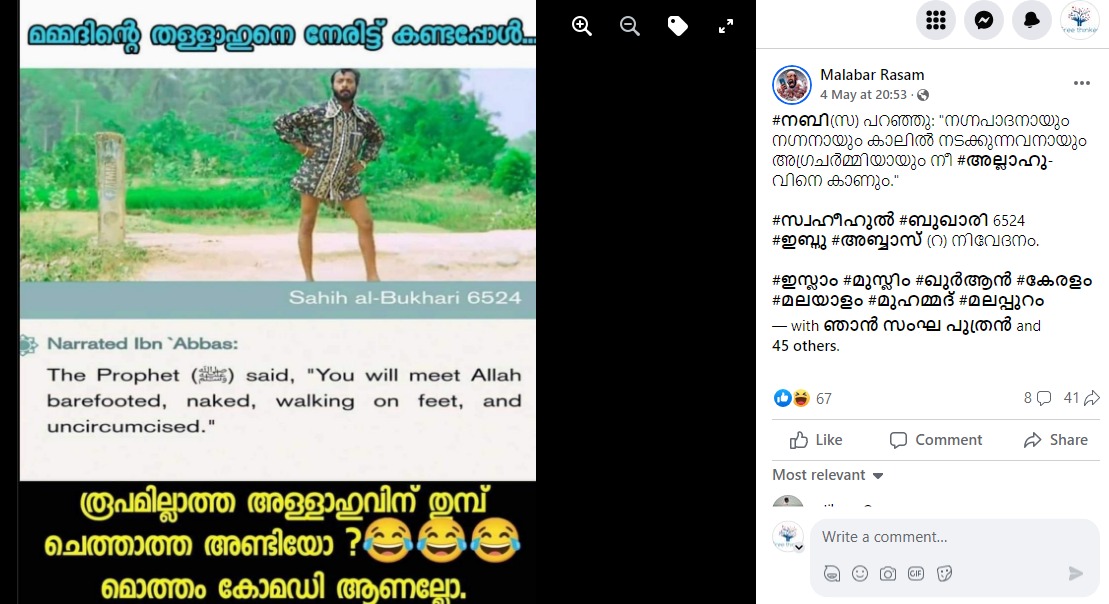 മമ്മദിന്റെ തള്ളാഹുനെ നേരിട്ട് കണ്ടപ്പോൾ...
Sahih al-Bukhari 6524
Narrated Ibn `Abbas:
The Prophet (ﷺ) said, "You will meet Allah
barefooted, naked, walking on feet, and
uncircumcised."
രൂപമില്ലാത്ത അള്ളാഹുവിന് തുമ്പ്
ചെത്താത്ത അണ്ടിയോ ?😂😂😂
മൊത്തം കോമഡി ആണല്ലോ.
Malabar Rasam
4 May at 20:53 ·
#നബി(സ) പറഞ്ഞു: "നഗ്നപാദനായും
നഗ്നനായും കാലിൽ നടക്കുന്നവനായും
അഗ്രചർമ്മിയായും നീ #അല്ലാഹു-
വിനെ കാണും."
#സ്വഹീഹുൽ #ബുഖാരി 6524
#ഇബ്നു #അബ്ബാസ് (റ) നിവേദനം.
#ഇസ്ലാം #മുസ്ലിം #ഖുർആൻ #കേരളം
#മലയാളം #മുഹമ്മദ് #മലപ്പുറം
— with ഞാൻ സംഘ പുത്രൻ and
45 others.
67
8
41
Like
Comment
Share
Most relevant
Write a comment…
GIF